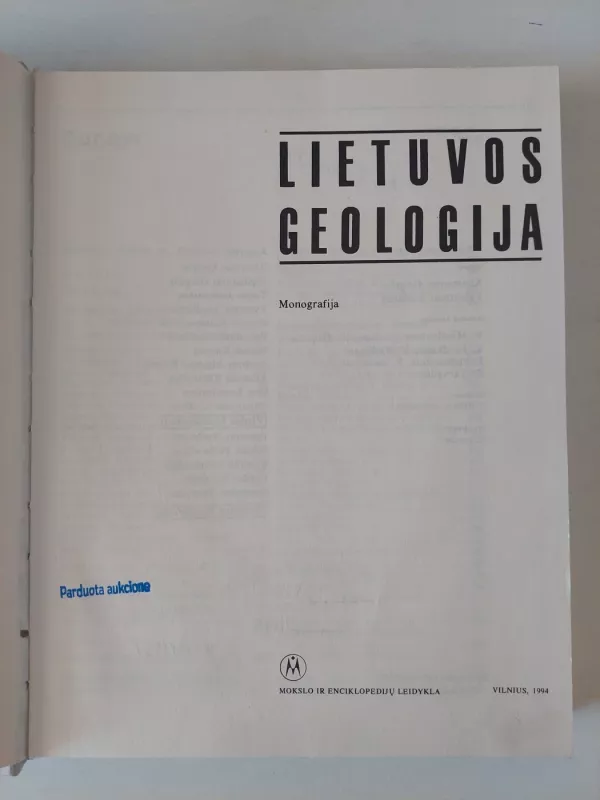 LIETUVOS
GEOLOGIJA
Monografija
Parduota aukcione
MOKSLO IR ENCIKLOPEDIJŲ LEIDYKLA VILNIUS, 1994